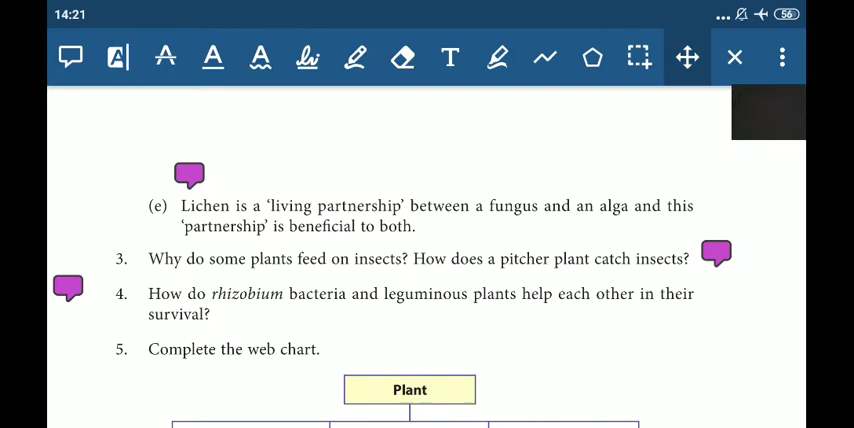 14:21
56
A
A
A
A
T
(e) Lichen is a ‘living partnership’ between a fungus and an alga and this
‘partnership’ is beneficial to both.
3. Why do some plants feed on insects? How does a pitcher plant catch insects?
4. How do rhizobium bacteria and leguminous plants help each other in their
survival?
5. Complete the web chart.
Plant